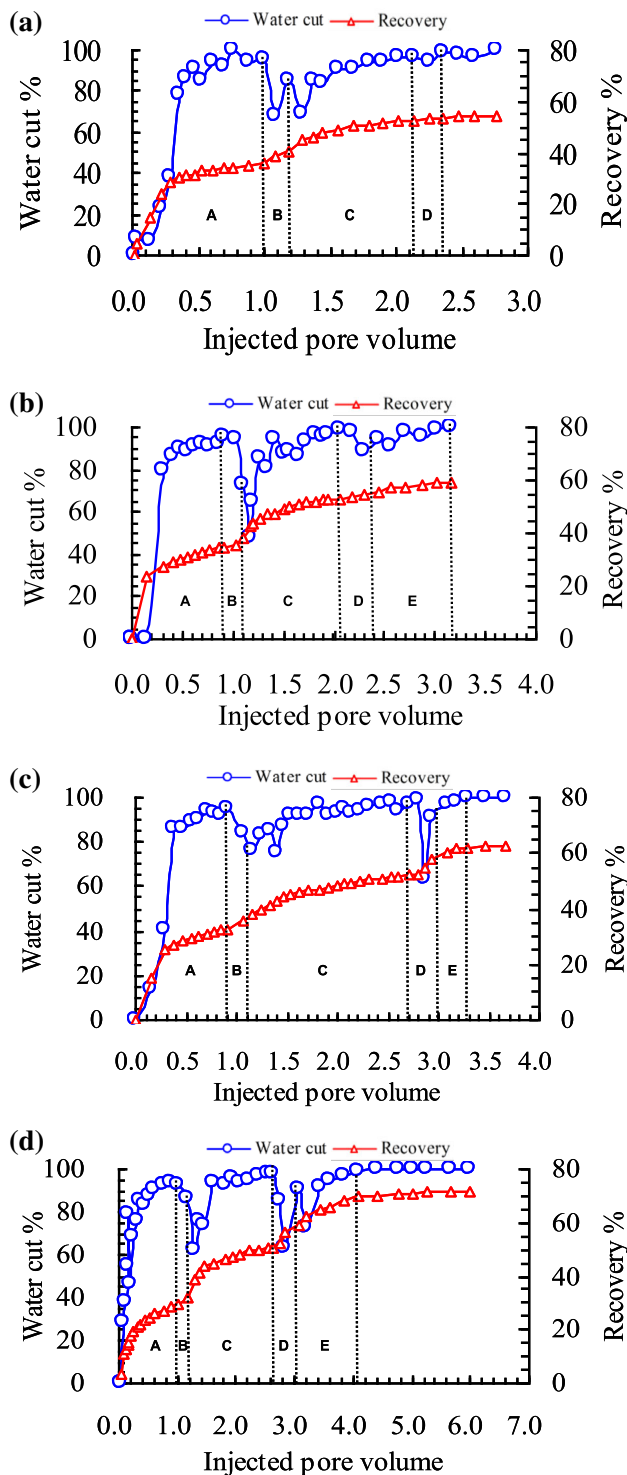 (a)
Water cut Recovery
Water cut %
Recovery %
100 80
80 60
60 40
40 20
20 0
0
A B C D
0.0 0.5 1.0 1.5 2.0 2.5 3.0
Injected pore volume
(b)
Water cut Recovery
Water cut %
Recovery %
100 80
80 60
60 40
40 20
20 0
0
A B C D E
0.0 0.5 1.0 1.5 2.0 2.5 3.0 3.5 4.0
Injected pore volume
(c)
Water cut Recovery
Water cut %
Recovery %
100 80
80 60
60 40
40 20
20 0
0
A B C D E
0.0 0.5 1.0 1.5 2.0 2.5 3.0 3.5 4.0
Injected pore volume
(d)
Water cut Recovery
Water cut %
Recovery %
100 80
80 60
60 40
40 20
20 0
0
A B C D E
0.0 1.0 2.0 3.0 4.0 5.0 6.0 7.0
Injected pore volume